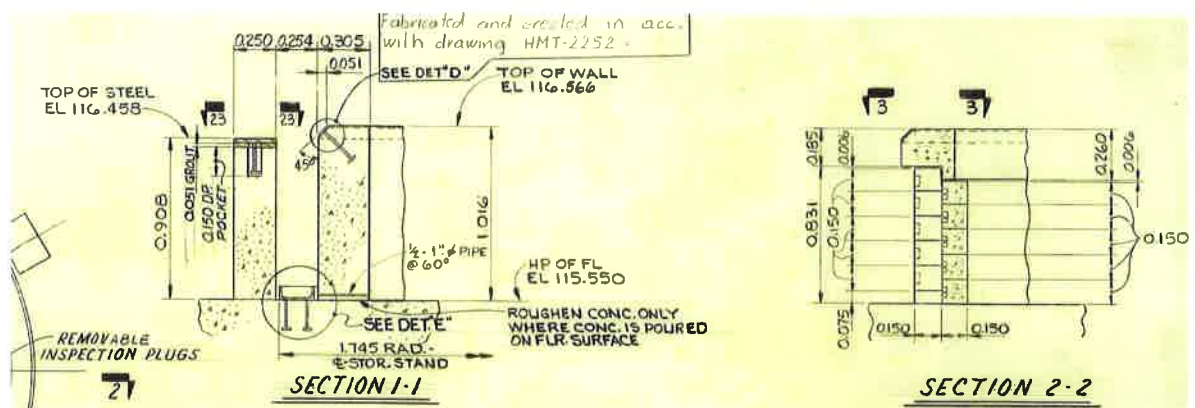 Fabricated and erected in acc.
with drawing HMT-2252.
0.250 0.254 0.305
0.051
SEE DET "D"
TOP OF WALL
EL 116.566
TOP OF STEEL
EL 116.458
23
23
45°
0.051 GROUT
0.150 DP.
POCKET
0.908
1.016
½ - 1" ⌀ PIPE
@ 60°
HP OF FL
EL 115.550
SEE DET. "E"
ROUGHEN CONC. ONLY
WHERE CONC. IS POURED
ON FLR. SURFACE
1.745 RAD. -
℄ STOR. STAND
REMOVABLE
INSPECTION PLUGS
2
SECTION 1-1
3
3
0.185
0.006
0.260
0.006
0.831
0.150
0.150
0.075
0.150
0.150
SECTION 2-2